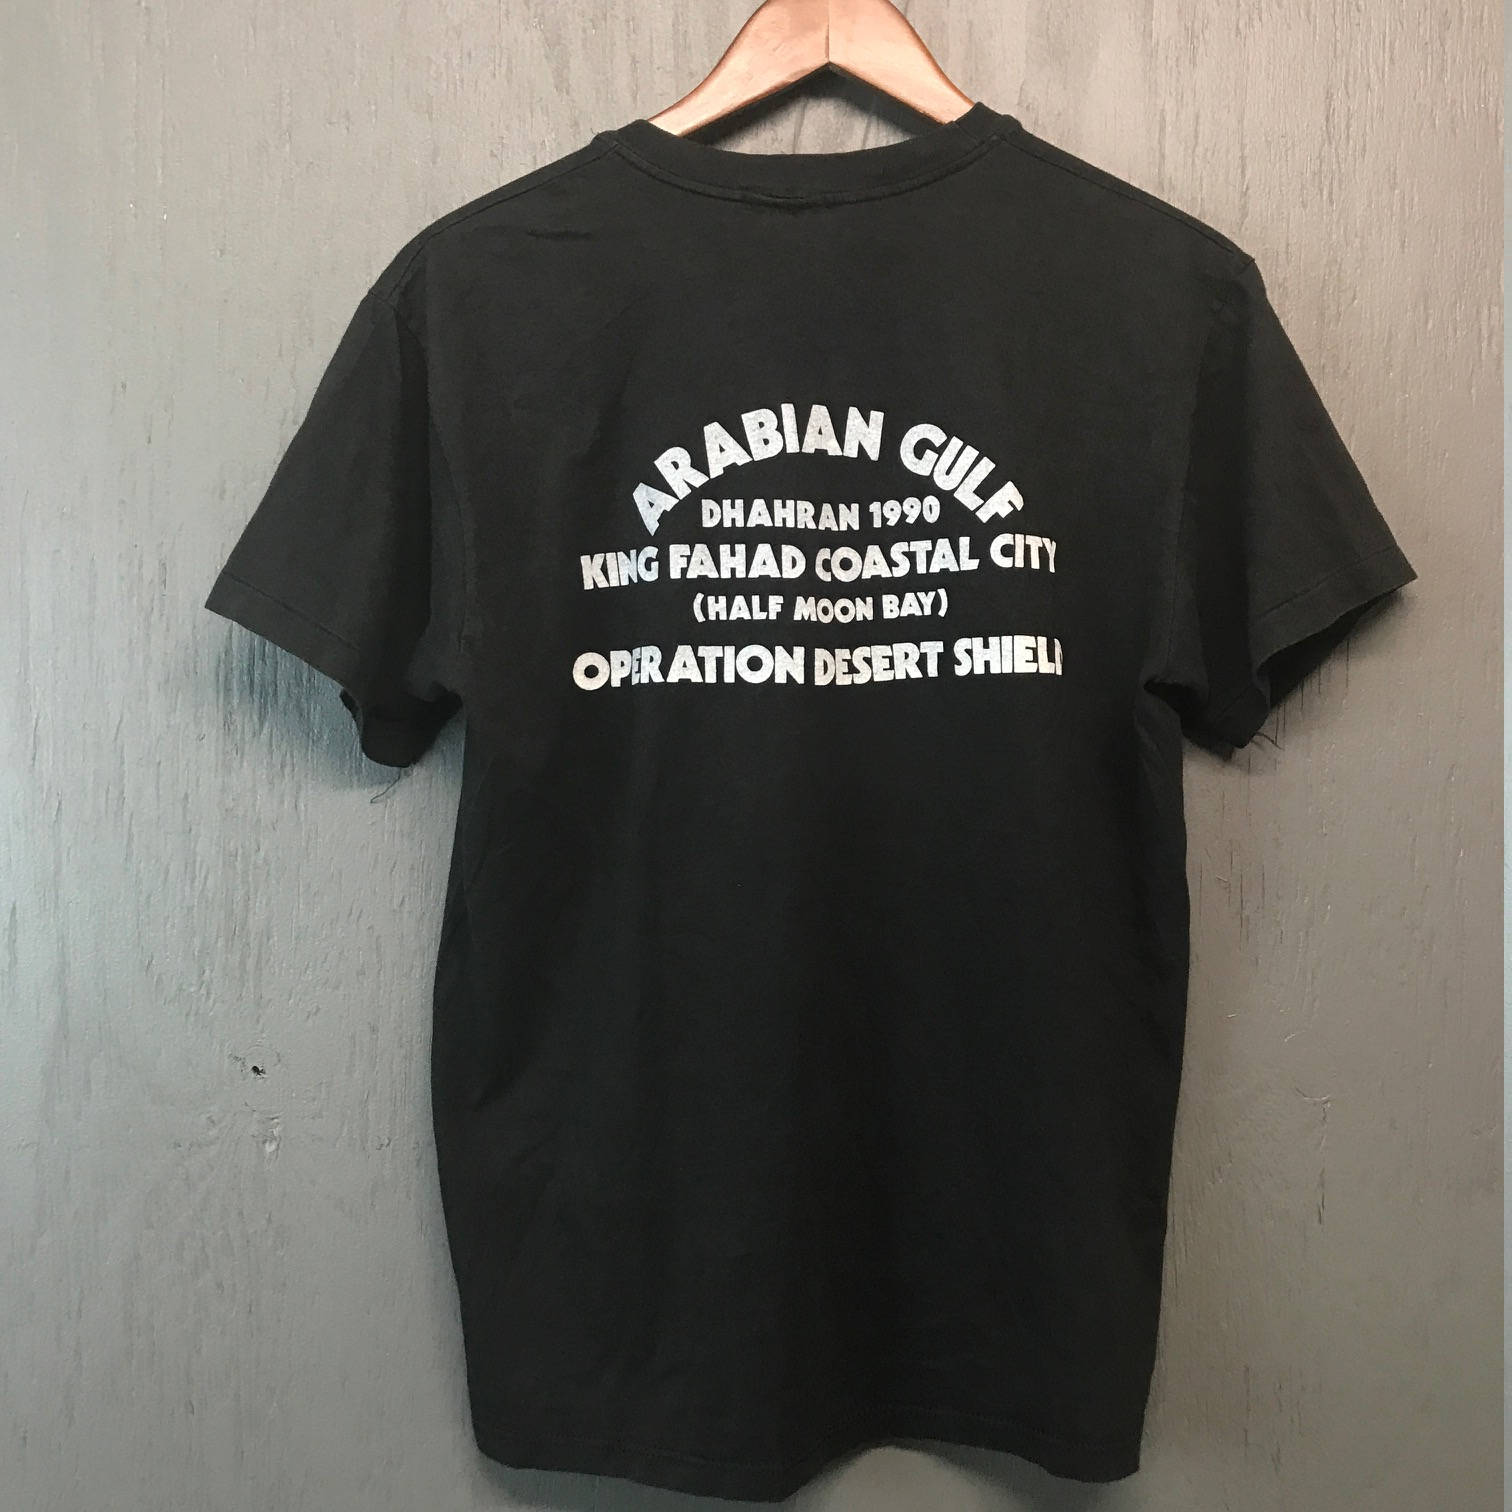 ARABIAN GULF
DHAHRAN 1990
KING FAHAD COASTAL CITY
(HALF MOON BAY)
OPERATION DESERT SHIELD